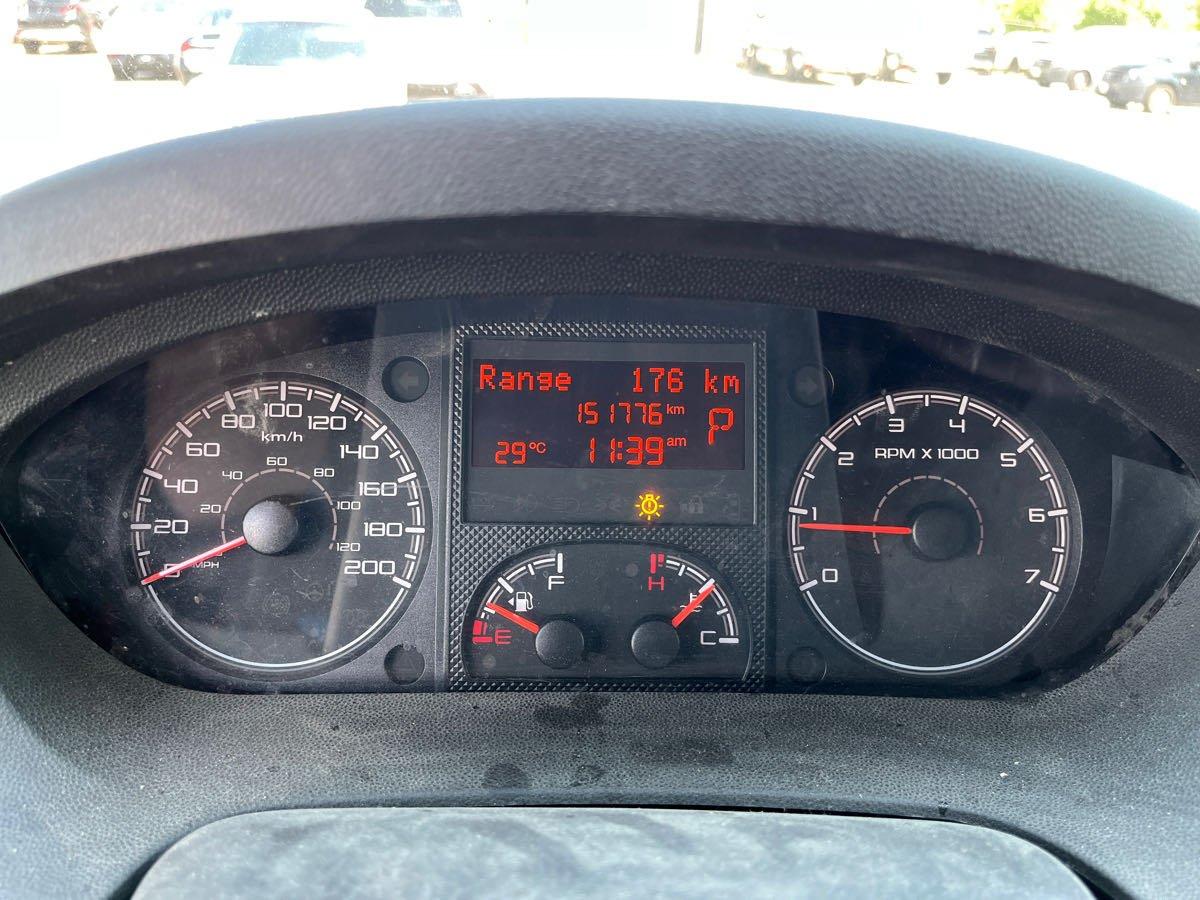 Range 176 km
151776 km P
29°C 11:39 am
0 20 40 60 80 100 120 140 160 180 200
km/h
20 40 60 80 100 120
MPH
F
E
H
C
0 1 2 3 4 5 6 7
RPM X 1000